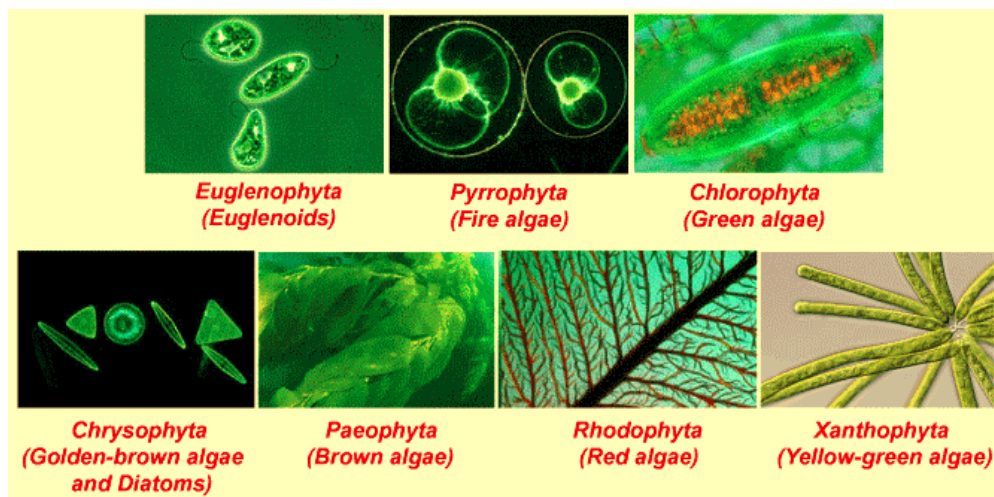 Euglenophyta
(Euglenoids)
Pyrrophyta
(Fire algae)
Chlorophyta
(Green algae)
Chrysophyta
(Golden-brown algae
and Diatoms)
Paeophyta
(Brown algae)
Rhodophyta
(Red algae)
Xanthophyta
(Yellow-green algae)